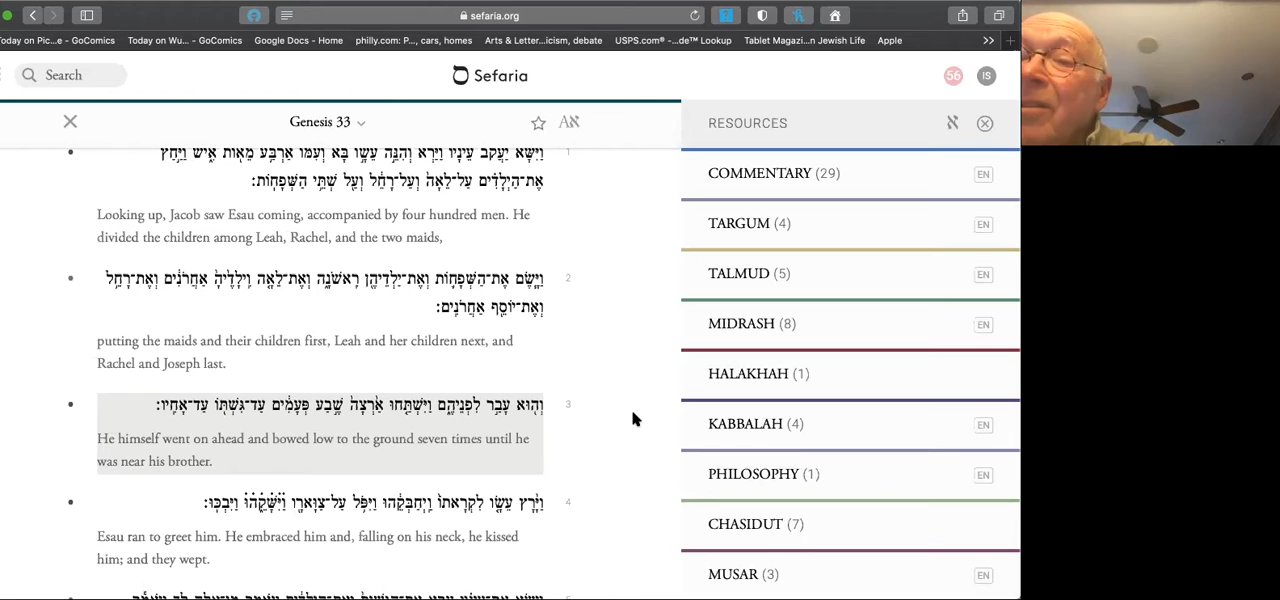 sefaria.org
oday on Pic...e - GoComics Today on Wu... - GoComics Google Docs - Home philly.com: P..., cars, homes Arts & Letter...icism, debate USPS.com® -...de™ Lookup Tablet Magazi...n Jewish Life Apple
Search
Sefaria
56
IS
Genesis 33
Aא
1
וַיִּשָּׂא יַעֲקֹב עֵינָיו וַיַּרְא וְהִנֵּה עֵשָׂו בָּא וְעִמּוֹ אַרְבַּע מֵאוֹת אִישׁ וַיַּחַץ
אֶת־הַיְלָדִים עַל־לֵאָה וְעַל־רָחֵל וְעַל שְׁתֵּי הַשְּׁפָחוֹת׃
Looking up, Jacob saw Esau coming, accompanied by four hundred men. He
divided the children among Leah, Rachel, and the two maids,
2
וַיָּשֶׂם אֶת־הַשְּׁפָחוֹת וְאֶת־יַלְדֵיהֶן רִאשֹׁנָה וְאֶת־לֵאָה וִילָדֶיהָ אַחֲרֹנִים וְאֶת־רָחֵל
וְאֶת־יוֹסֵף אַחֲרֹנִים׃
putting the maids and their children first, Leah and her children next, and
Rachel and Joseph last.
3
וְהוּא עָבַר לִפְנֵיהֶם וַיִּשְׁתַּחוּ אַרְצָה שֶׁבַע פְּעָמִים עַד־גִּשְׁתּוֹ עַד־אָחִיו׃
He himself went on ahead and bowed low to the ground seven times until he
was near his brother.
4
וַיָּרָץ עֵשָׂו לִקְרָאתוֹ וַיְחַבְּקֵהוּ וַיִּפֹּל עַל־צַוָּארָו וַׄיִּׄשָּׁׄקֵ֑ׄהׄוּׄ וַיִּבְכּוּ׃
Esau ran to greet him. He embraced him and, falling on his neck, he kissed
him; and they wept.
RESOURCES
א
COMMENTARY (29)
EN
TARGUM (4)
EN
TALMUD (5)
EN
MIDRASH (8)
EN
HALAKHAH (1)
KABBALAH (4)
EN
PHILOSOPHY (1)
EN
CHASIDUT (7)
MUSAR (3)
EN